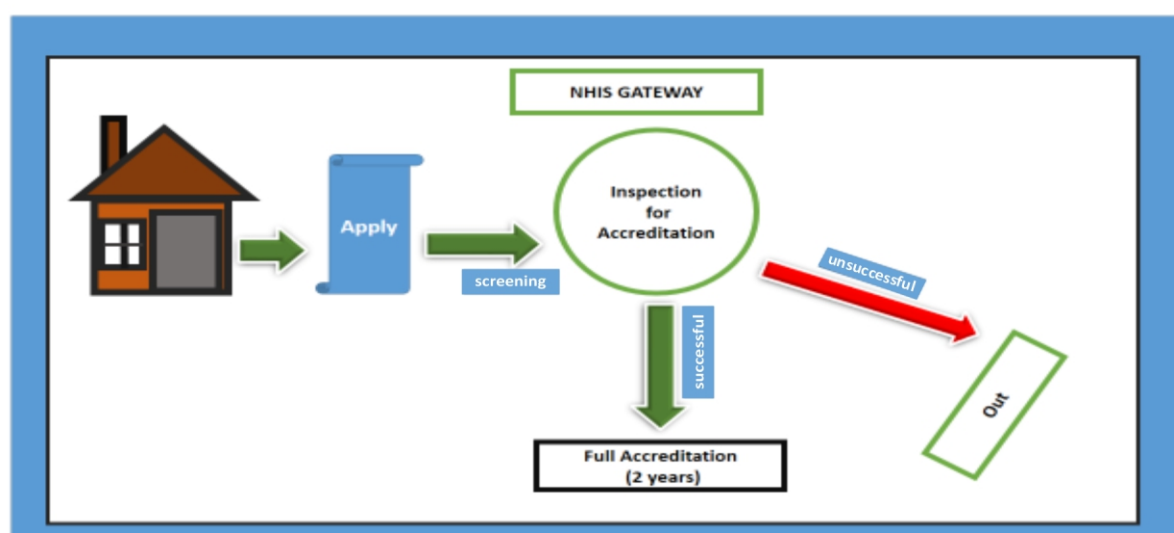 NHIS GATEWAY
Inspection
for
Accreditation
Apply
screening
unsuccessful
successful
Out
Full Accreditation
(2 years)